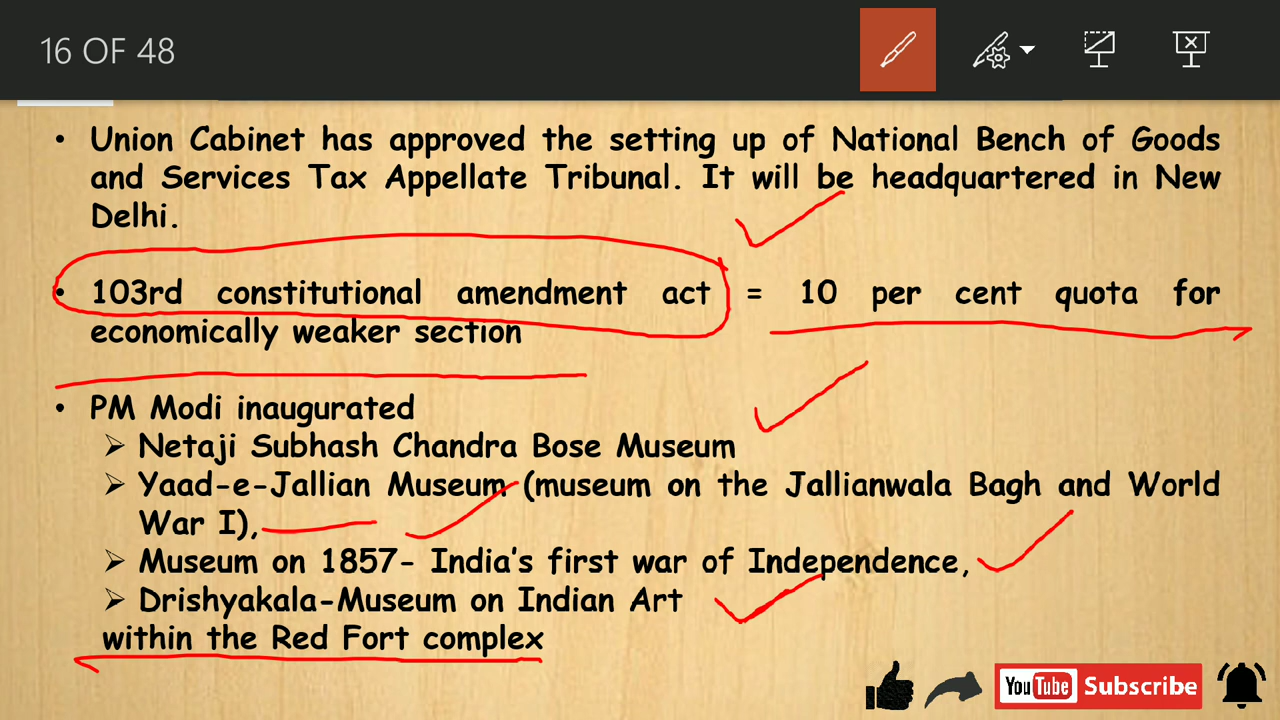 16 OF 48
• Union Cabinet has approved the setting up of National Bench of Goods
and Services Tax Appellate Tribunal. It will be headquartered in New
Delhi.
• 103rd constitutional amendment act = 10 per cent quota for
economically weaker section
• PM Modi inaugurated
➢ Netaji Subhash Chandra Bose Museum
➢ Yaad-e-Jallian Museum (museum on the Jallianwala Bagh and World
War I),
➢ Museum on 1857- India's first war of Independence,
➢ Drishyakala-Museum on Indian Art
within the Red Fort complex
YouTube Subscribe